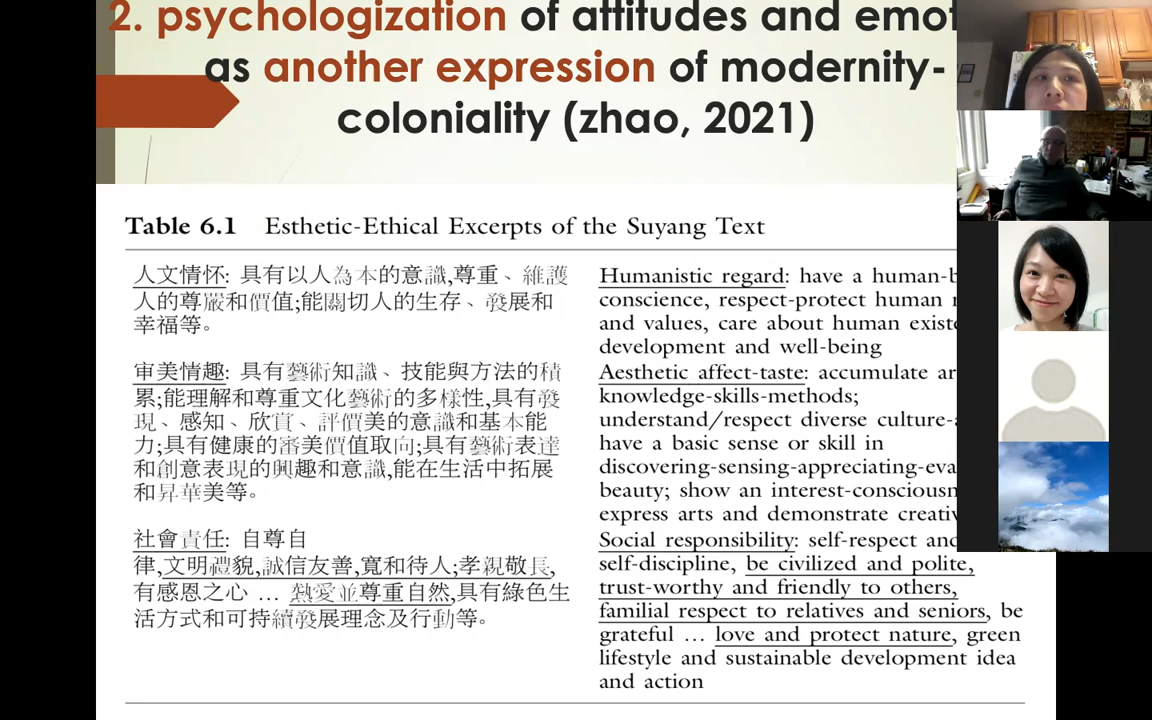 2. psychologization of attitudes and
as another expression of modernity-
coloniality (zhao, 2021)
Table 6.1 Esthetic-Ethical Excerpts of the Suyang Text
人文情怀: 具有以人為本的意識,尊重、維護
人的尊嚴和價值;能關切人的生存、發展和
幸福等。
审美情趣: 具有藝術知識、技能與方法的積
累;能理解和尊重文化藝術的多樣性,具有發
現、感知、欣賞、評價美的意識和基本能
力;具有健康的審美價值取向;具有藝術表達
和創意表現的興趣和意識,能在生活中拓展
和昇華美等。
社會責任: 自尊自
律,文明禮貌,誠信友善,寬和待人;孝親敬長,
有感恩之心 … 熱愛並尊重自然,具有綠色生
活方式和可持續發展理念及行動等。
Humanistic regard: have a
conscience, respect-protect human
and values, care about human
development and well-being
Aesthetic affect-taste: accumulate
knowledge-skills-methods;
understand/respect diverse
have a basic sense or skill in
discovering-sensing-appreciating-
beauty; show an
express arts and demonstrate
Social responsibility: self-respect and
self-discipline, be civilized and polite,
trust-worthy and friendly to others,
familial respect to relatives and seniors, be
grateful … love and protect nature, green
lifestyle and sustainable development idea
and action